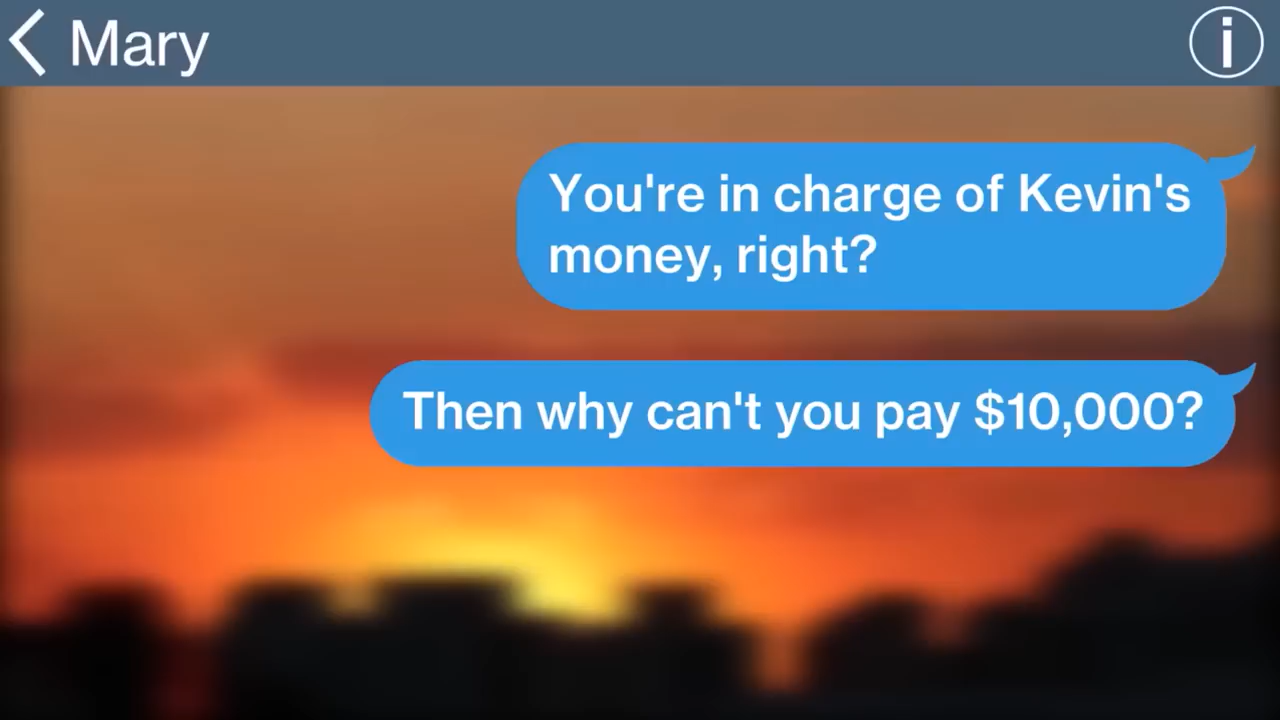 Mary
You're in charge of Kevin's
money, right?
Then why can't you pay $10,000?